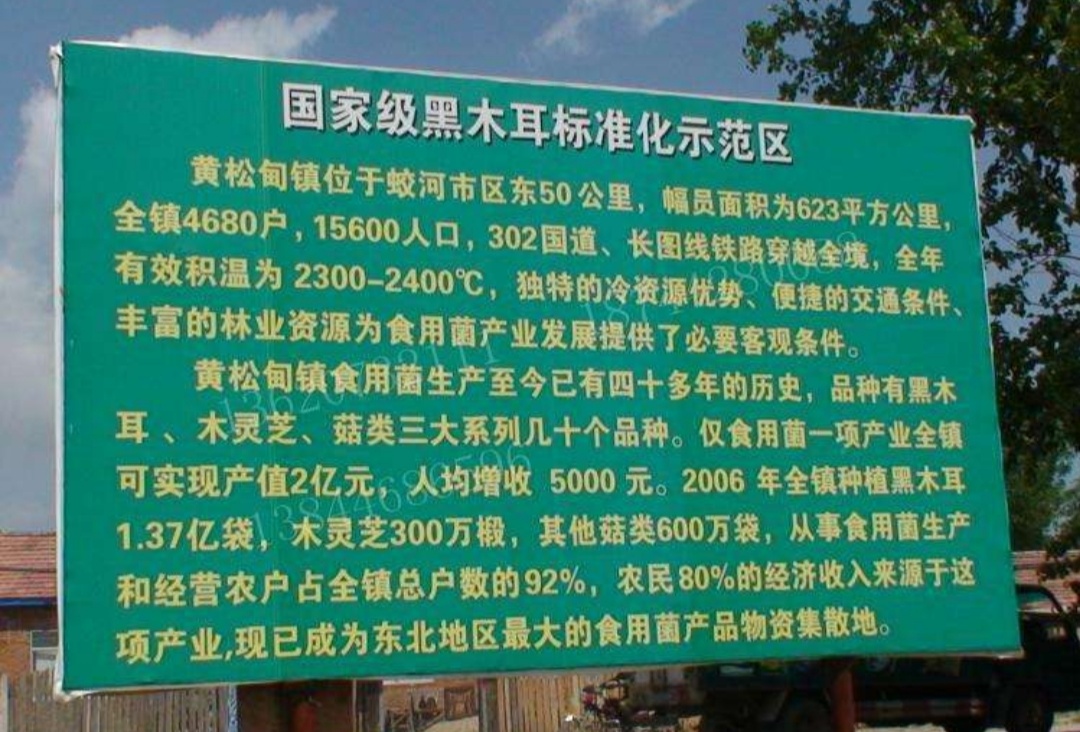 国家级黑木耳标准化示范区
黄松甸镇位于蛟河市区东50公里，幅员面积为623平方公里，
全镇4680户，15600人口，302国道、长图线铁路穿越全境，全年
有效积温为 2300-2400℃，独特的冷资源优势、便捷的交通条件、
丰富的林业资源为食用菌产业发展提供了必要客观条件。
黄松甸镇食用菌生产至今已有四十多年的历史，品种有黑木
耳、木灵芝、菇类三大系列几十个品种。仅食用菌一项产业全镇
可实现产值2亿元，人均增收 5000 元。2006 年全镇种植黑木耳
1.37亿袋，木灵芝300万椴，其他菇类600万袋，从事食用菌生产
和经营农户占全镇总户数的92%，农民80%的经济收入来源于这
项产业,现已成为东北地区最大的食用菌产品物资集散地。